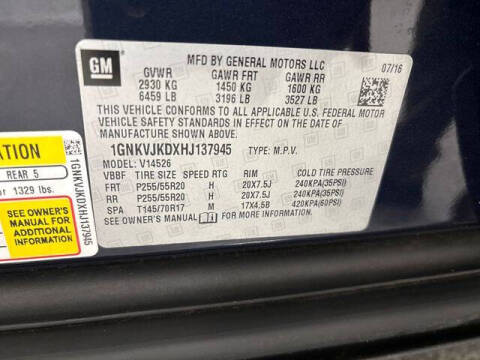 GM
MFD BY GENERAL MOTORS LLC
07/16
GVWR GAWR FRT GAWR RR
2930 KG 1450 KG 1600 KG
6459 LB 3196 LB 3527 LB
THIS VEHICLE CONFORMS TO ALL APPLICABLE U.S. FEDERAL MOTOR
VEHICLE SAFETY, BUMPER, AND THEFT PREVENTION STANDARDS IN
EFFECT ON THE DATE OF MANUFACTURE SHOWN ABOVE.
1GNKVJKDXHJ137945 TYPE: M.P.V.
MODEL: V14526
VBBF TIRE SIZE SPEED RTG RIM COLD TIRE PRESSURE
FRT P255/55R20 H 20X7.5J 240KPA(35PSI)
RR P255/55R20 H 20X7.5J 240KPA(35PSI)
SPA T145/70R17 M 17X4.5B 420KPA(60PSI)
SEE OWNER'S MANUAL FOR MORE INFORMATION.
ATION
REAR 5
or 1329 lbs.
SEE OWNER'S
MANUAL FOR
ADDITIONAL
INFORMATION
1GNKVJKDXHJ137945